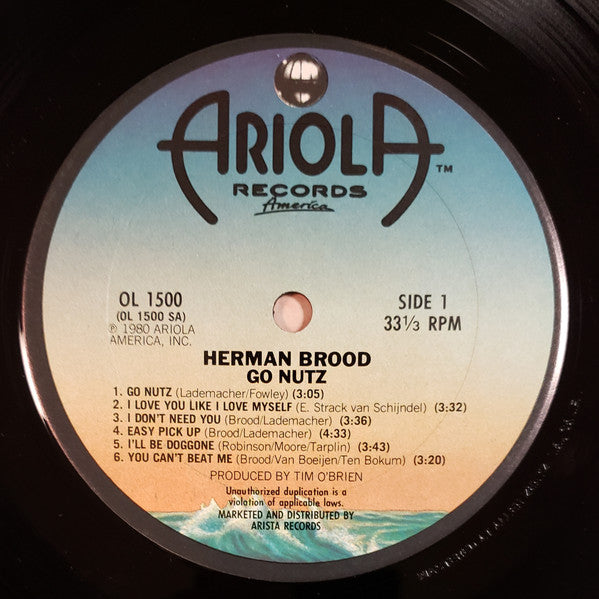 ARIOLA™
RECORDS
America
OL 1500
(OL 1500 SA)
℗ 1980 ARIOLA
AMERICA, INC.
SIDE 1
33⅓ RPM
HERMAN BROOD
GO NUTZ
1. GO NUTZ (Lademacher/Fowley) (3:05)
2. I LOVE YOU LIKE I LOVE MYSELF (E. Strack van Schijndel) (3:32)
3. I DON'T NEED YOU (Brood/Lademacher) (3:36)
4. EASY PICK UP (Brood/Lademacher) (4:33)
5. I'LL BE DOGGONE (Robinson/Moore/Tarplin) (3:43)
6. YOU CAN'T BEAT ME (Brood/Van Boeijen/Ten Bokum) (3:20)
PRODUCED BY TIM O'BRIEN
Unauthorized duplication is a
violation of applicable laws.
MARKETED AND DISTRIBUTED BY
ARISTA RECORDS